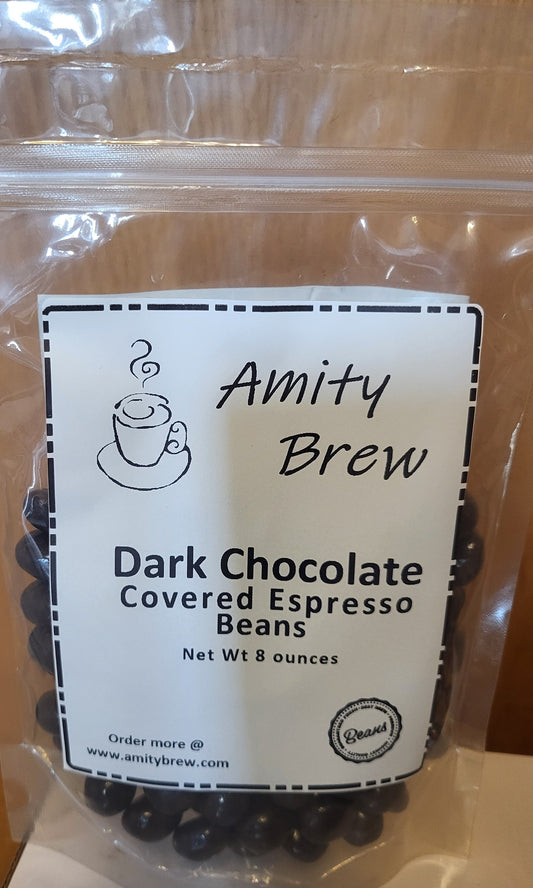 Amity
Brew
Dark Chocolate
Covered Espresso
Beans
Net Wt 8 ounces
Beans
Order more @
www.amitybrew.com